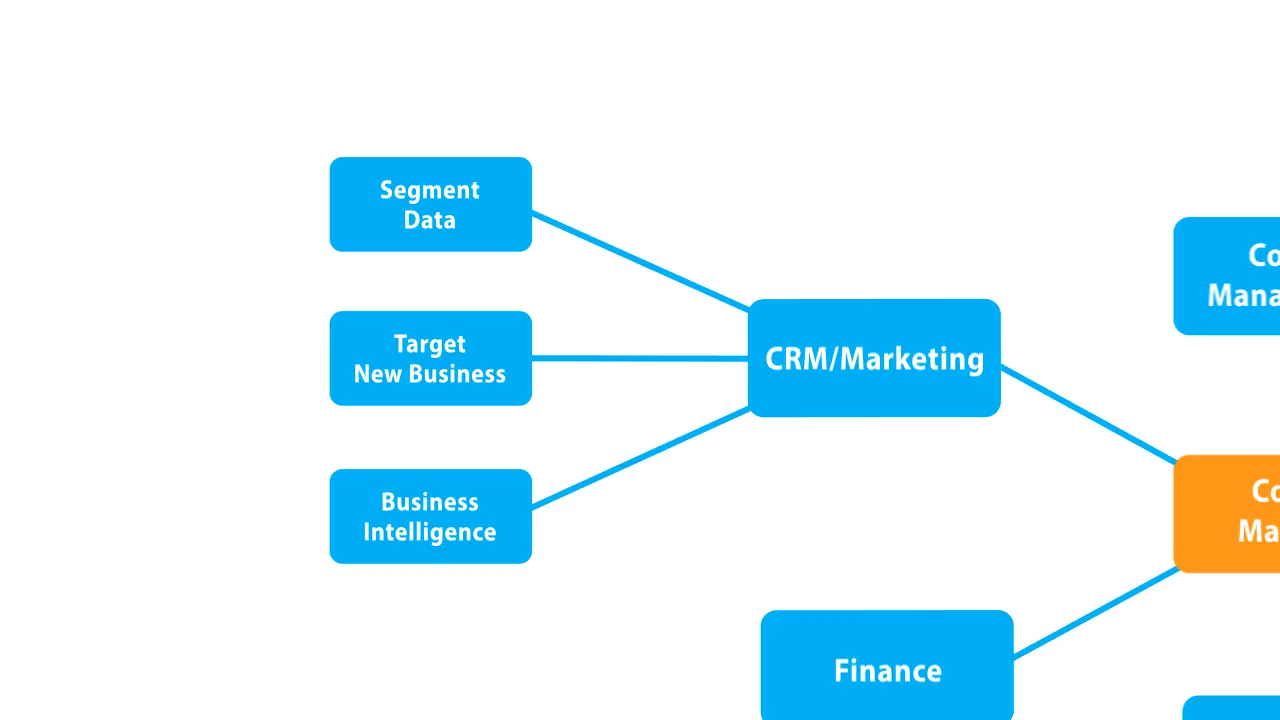 Segment
Data
Target
New Business
Business
Intelligence
CRM/Marketing
Finance